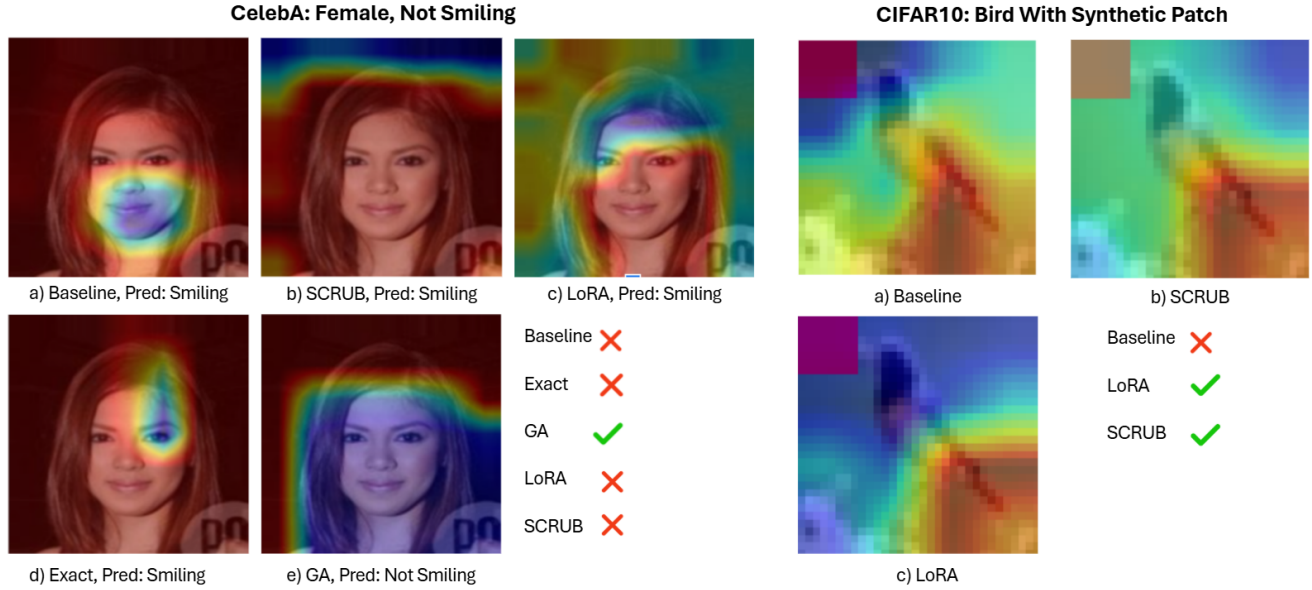 CelebA: Female, Not Smiling
a) Baseline, Pred: Smiling
b) SCRUB, Pred: Smiling
c) LoRA, Pred: Smiling
d) Exact, Pred: Smiling
e) GA, Pred: Not Smiling
Baseline
Exact
GA
LoRA
SCRUB
CIFAR10: Bird With Synthetic Patch
a) Baseline
b) SCRUB
c) LoRA
Baseline
LoRA
SCRUB